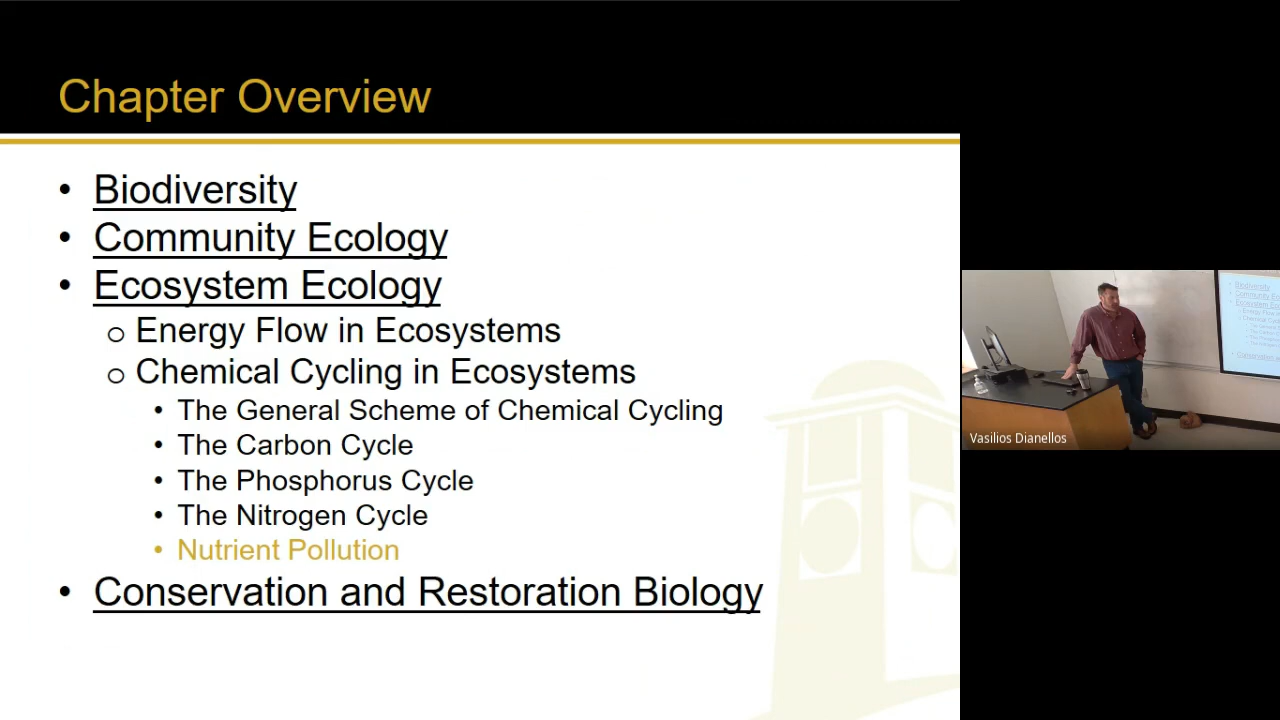 Chapter Overview
• Biodiversity
• Community Ecology
• Ecosystem Ecology
o Energy Flow in Ecosystems
o Chemical Cycling in Ecosystems
• The General Scheme of Chemical Cycling
• The Carbon Cycle
• The Phosphorus Cycle
• The Nitrogen Cycle
• Nutrient Pollution
• Conservation and Restoration Biology
Vasilios Dianellos